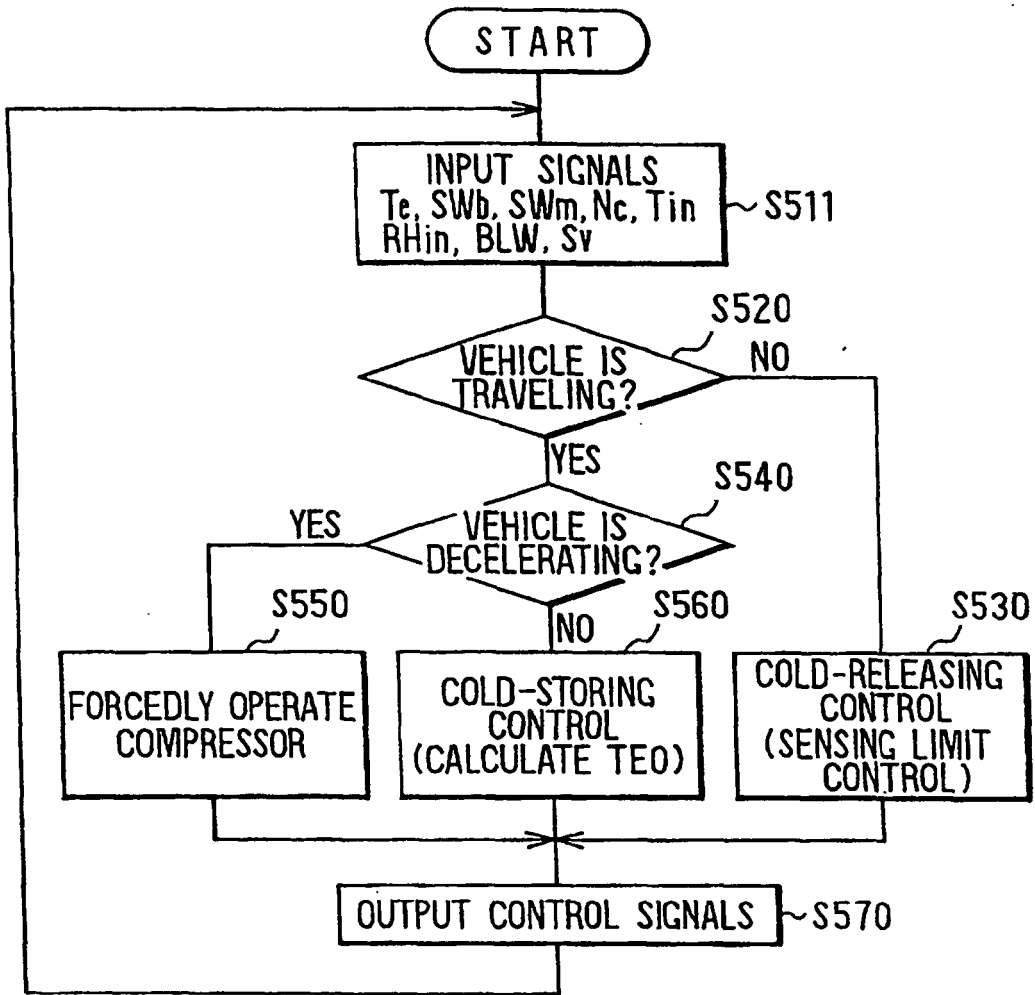 START
INPUT SIGNALS
Te, SWb, SWm, Nc, Tin
RHin, BLW, Sv
S511
S520
VEHICLE IS
TRAVELING?
NO
YES
S540
YES
VEHICLE IS
DECELERATING?
NO
S550
S560
S530
FORCEDLY OPERATE
COMPRESSOR
COLD-STORING
CONTROL
(CALCULATE TEO)
COLD-RELEASING
CONTROL
(SENSING LIMIT
CONTROL)
OUTPUT CONTROL SIGNALS
S570